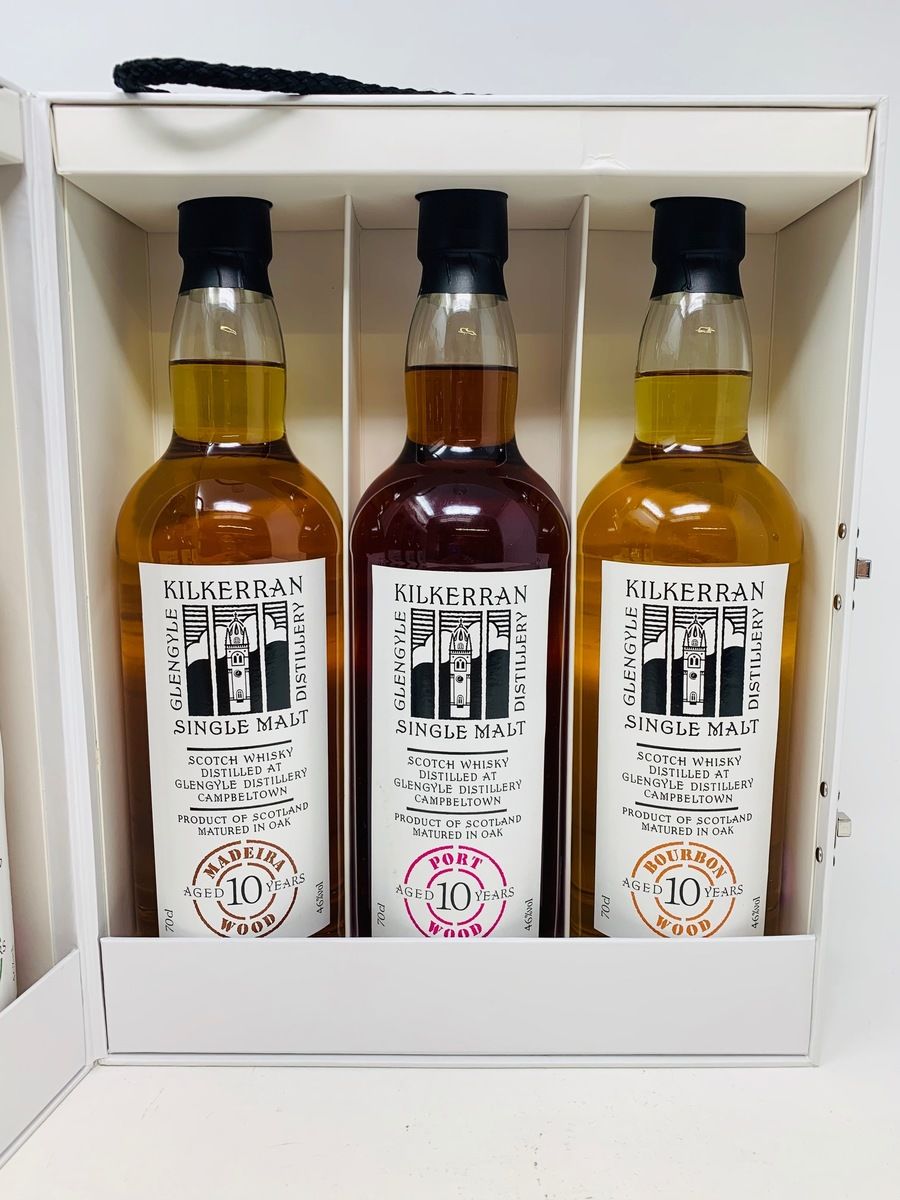 KILKERRAN
GLENGYLE
DISTILLERY
SINGLE MALT
SCOTCH WHISKY
DISTILLED AT
GLENGYLE DISTILLERY
CAMPBELTOWN
PRODUCT OF SCOTLAND
MATURED IN OAK
MADEIRA
AGED 10 YEARS
WOOD
70cl
46%vol
KILKERRAN
GLENGYLE
DISTILLERY
SINGLE MALT
SCOTCH WHISKY
DISTILLED AT
GLENGYLE DISTILLERY
CAMPBELTOWN
PRODUCT OF SCOTLAND
MATURED IN OAK
PORT
AGED 10 YEARS
WOOD
70cl
46%vol
KILKERRAN
GLENGYLE
DISTILLERY
SINGLE MALT
SCOTCH WHISKY
DISTILLED AT
GLENGYLE DISTILLERY
CAMPBELTOWN
PRODUCT OF SCOTLAND
MATURED IN OAK
BOURBON
AGED 10 YEARS
WOOD
70cl
46%vol